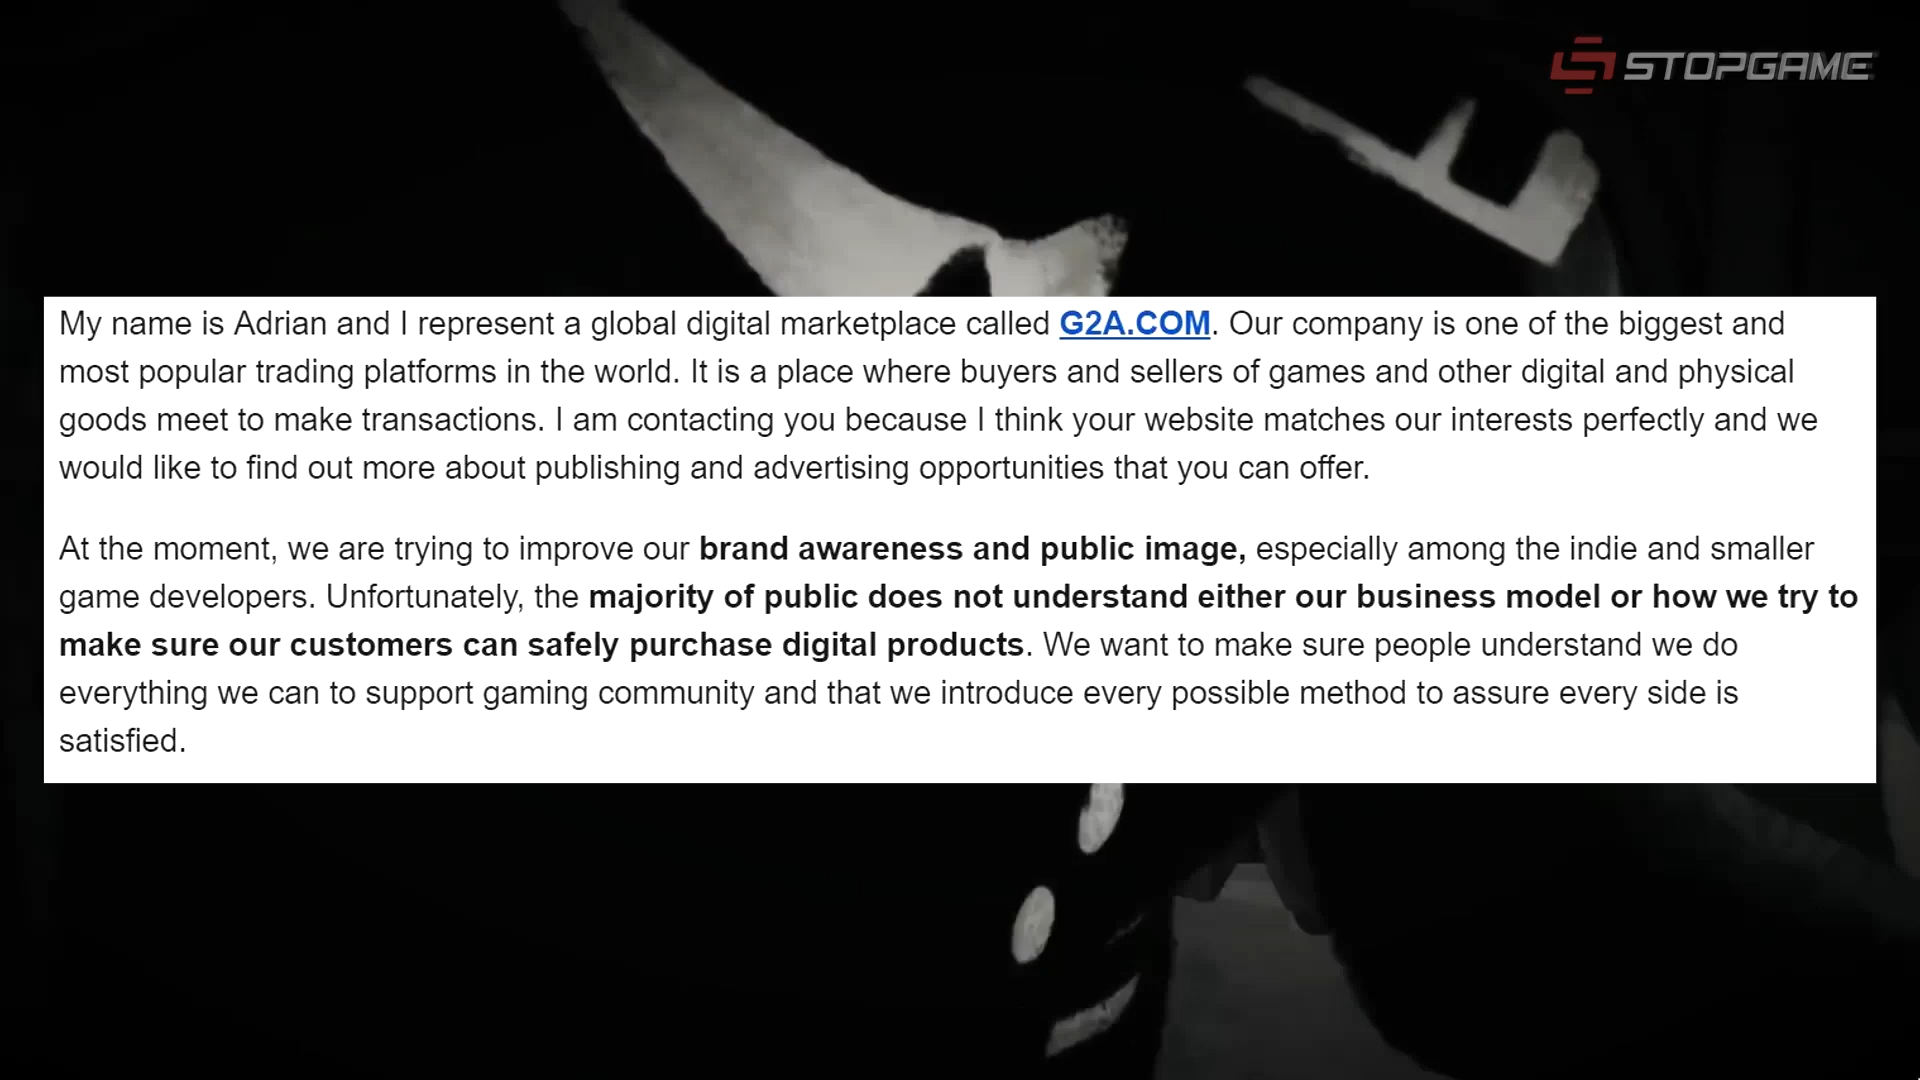 STOPGAME
My name is Adrian and I represent a global digital marketplace called G2A.COM. Our company is one of the biggest and
most popular trading platforms in the world. It is a place where buyers and sellers of games and other digital and physical
goods meet to make transactions. I am contacting you because I think your website matches our interests perfectly and we
would like to find out more about publishing and advertising opportunities that you can offer.
At the moment, we are trying to improve our brand awareness and public image, especially among the indie and smaller
game developers. Unfortunately, the majority of public does not understand either our business model or how we try to
make sure our customers can safely purchase digital products. We want to make sure people understand we do
everything we can to support gaming community and that we introduce every possible method to assure every side is
satisfied.